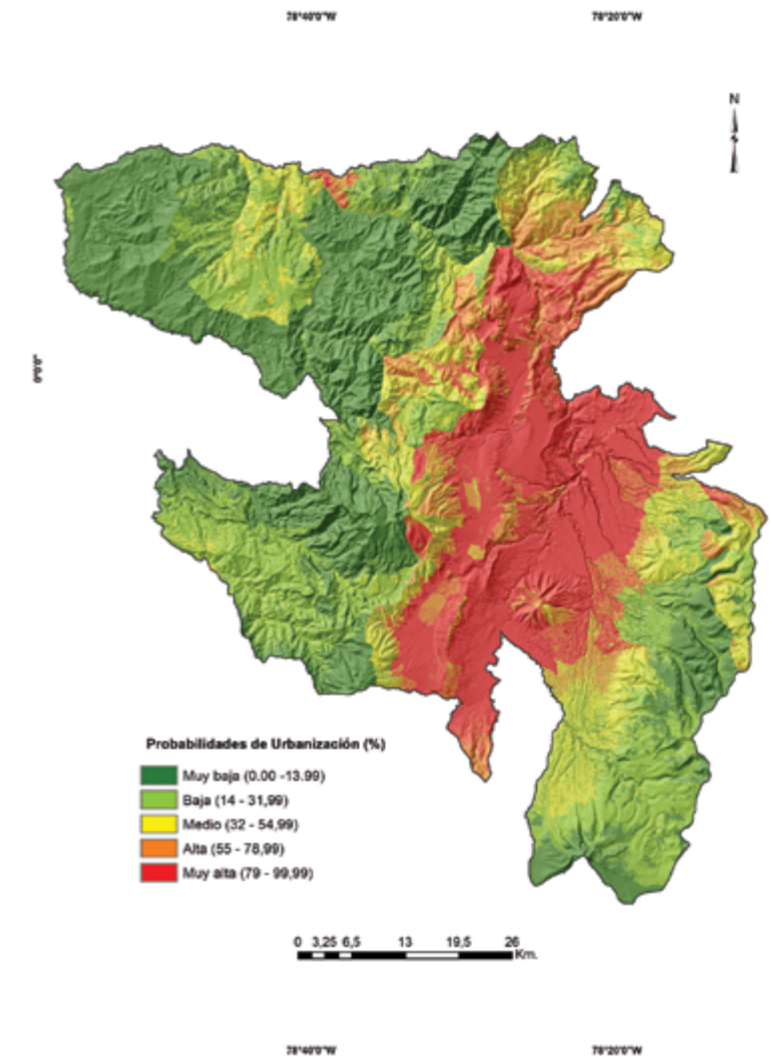 78°40'0"W 78°20'0"W
N
0°0'0"
Probabilidades de Urbanización (%)
Muy baja (0.00 -13.99)
Baja (14 - 31,99)
Medio (32 - 54,99)
Alta (55 - 78,99)
Muy alta (79 - 99,99)
0 3,25 6,5 13 19,5 26
Km.
78°40'0"W 78°20'0"W